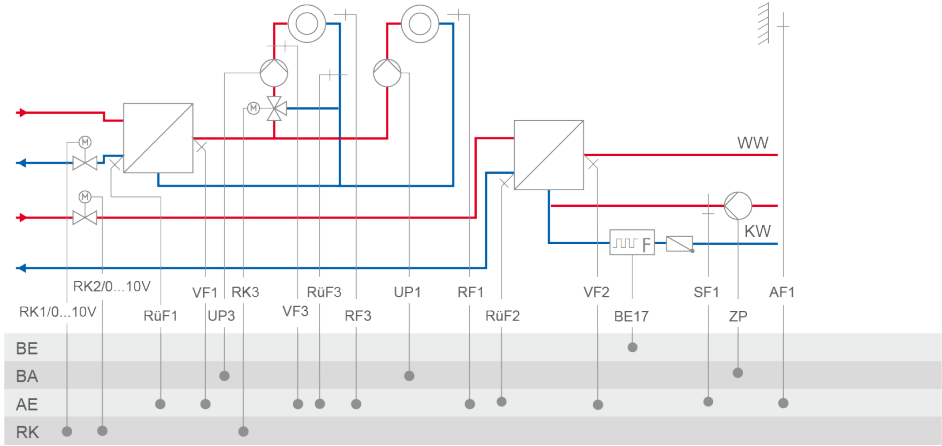 M
M
M
WW
F
KW
RK2/0...10V
VF1
RK3
RüF3
UP1
RF1
VF2
SF1
AF1
RK1/0...10V
RüF1
UP3
VF3
RF3
RüF2
BE17
ZP
BE
BA
AE
RK